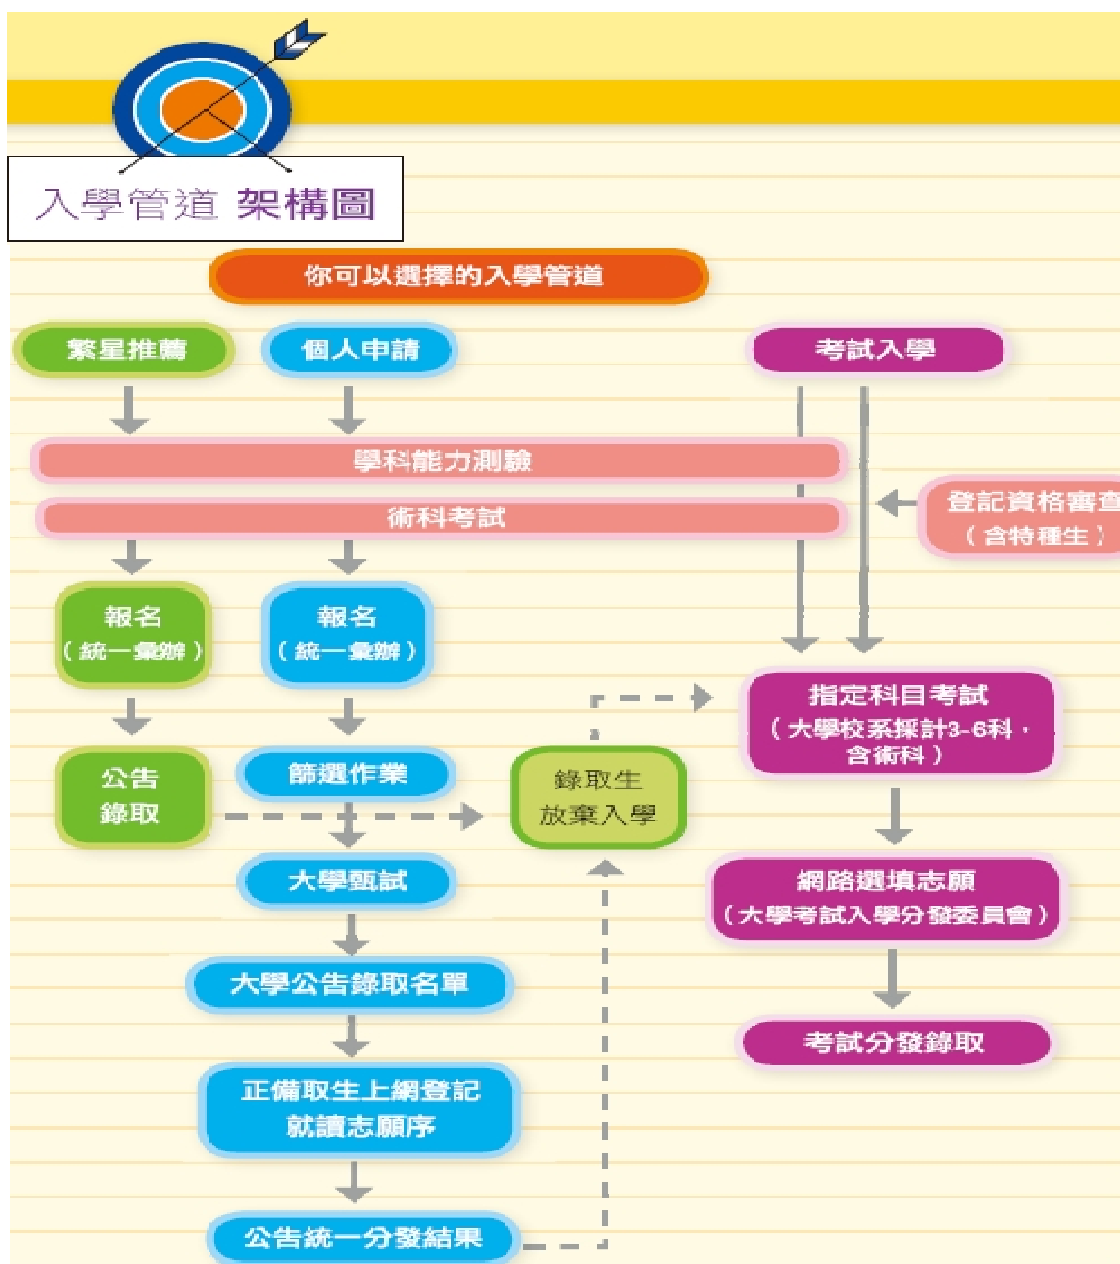 入學管道 架構圖
你可以選擇的入學管道
繁星推薦
個人申請
考試入學
學科能力測驗
術科考試
登記資格審查
（含特種生）
報名
（統一彙辦）
報名
（統一彙辦）
指定科目考試
（大學校系採計3-6科，
含術科）
公告
錄取
篩選作業
錄取生
放棄入學
大學甄試
網路選填志願
（大學考試入學分發委員會）
大學公告錄取名單
考試分發錄取
正備取生上網登記
就讀志願序
公告統一分發結果